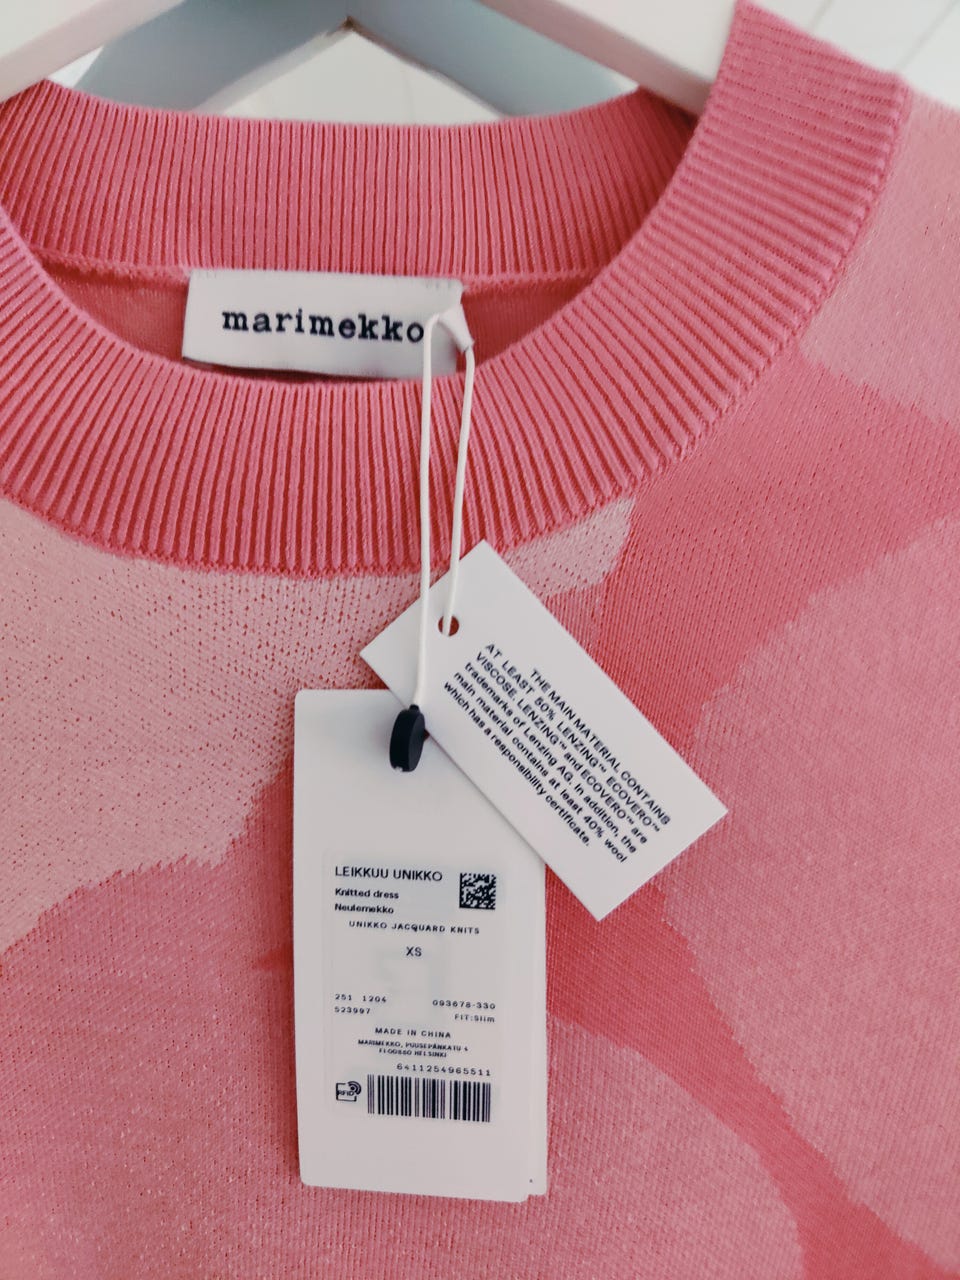 marimekko
THE MAIN MATERIAL CONTAINS
AT LEAST 50% LENZING™ ECOVERO™
VISCOSE. LENZING™ and ECOVERO™ are
trademarks of Lenzing AG. In addition, the
main material contains at least 40% wool
which has a responsibility certificate.
LEIKKUU UNIKKO
Knitted dress
Neulemekko
UNIKKO JACQUARD KNITS
XS
251 1204 093678-330
523997 FIT:Slim
MADE IN CHINA
MARIMEKKO, PUUSEPÄNKATU 4
FI-00880 HELSINKI
6411254965511
RFID